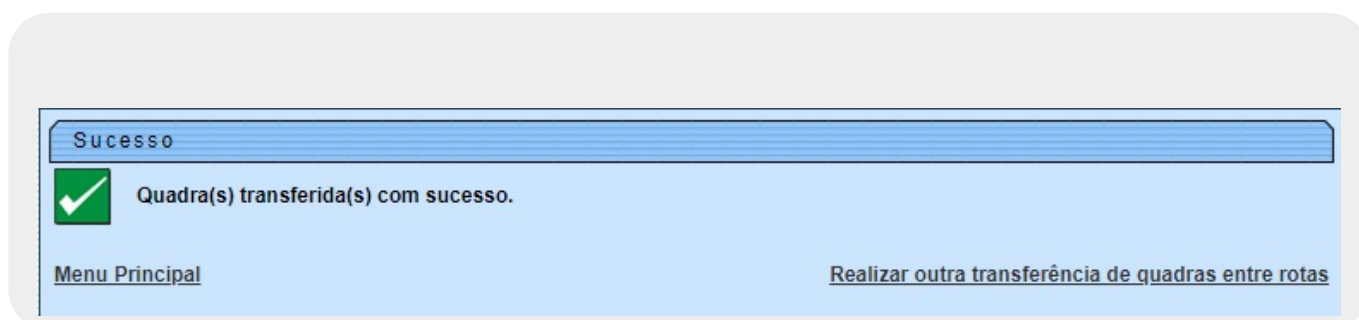 Sucesso
Quadra(s) transferida(s) com sucesso.
Menu Principal
Realizar outra transferência de quadras entre rotas